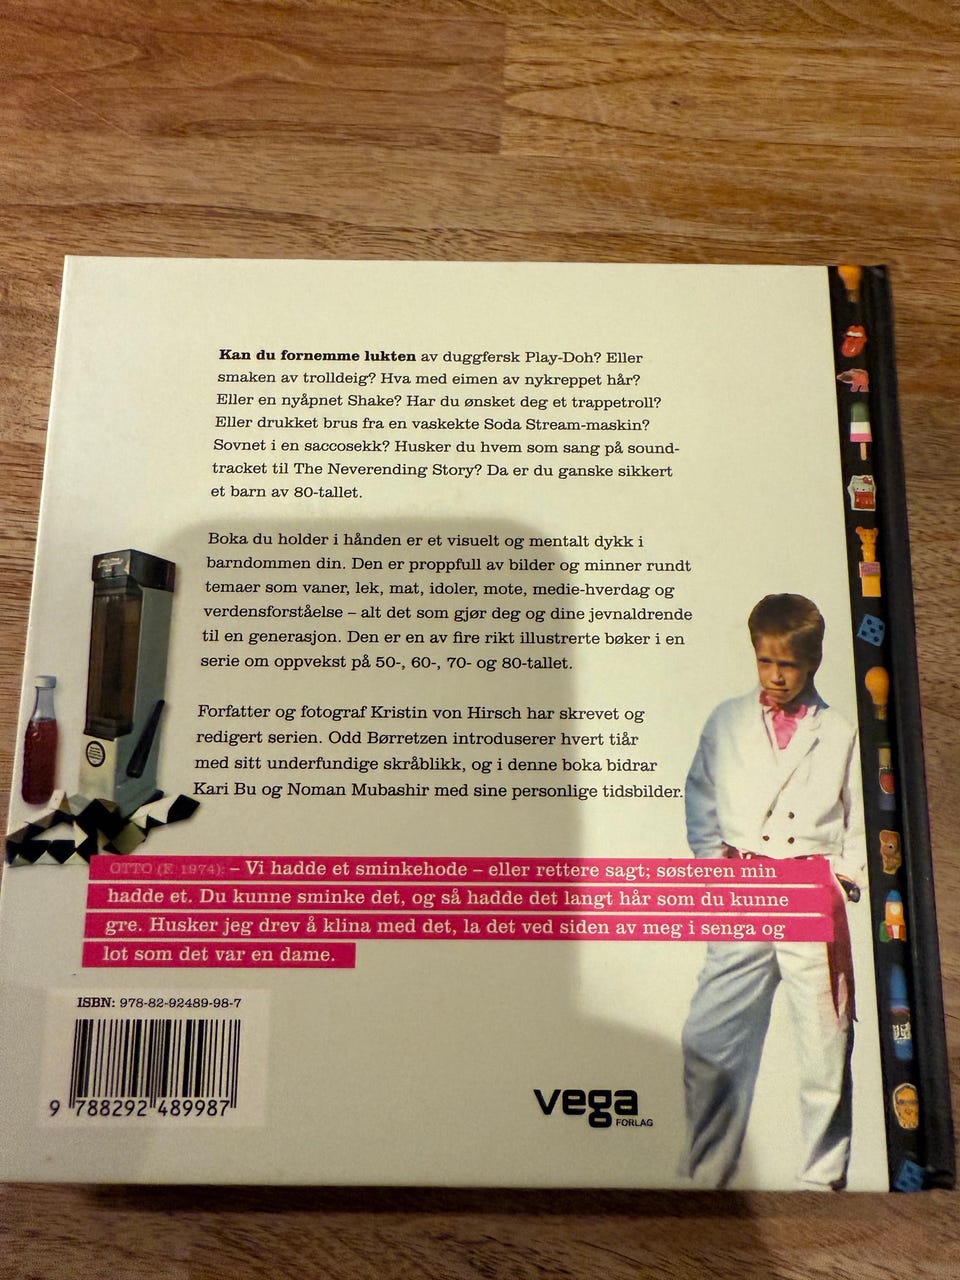 Kan du fornemme lukten av duggfersk Play-Doh? Eller
smaken av trolldeig? Hva med eimen av nykreppet hår?
Eller en nyåpnet Shake? Har du ønsket deg et trappetroll?
Eller drukket brus fra en vaskekte Soda Stream-maskin?
Sovnet i en saccosekk? Husker du hvem som sang på sound-
tracket til The Neverending Story? Da er du ganske sikkert
et barn av 80-tallet.
Boka du holder i hånden er et visuelt og mentalt dykk i
barndommen din. Den er proppfull av bilder og minner rundt
temaer som vaner, lek, mat, idoler, mote, medie-hverdag og
verdensforståelse – alt det som gjør deg og dine jevnaldrende
til en generasjon. Den er en av fire rikt illustrerte bøker i en
serie om oppvekst på 50-, 60-, 70- og 80-tallet.
Forfatter og fotograf Kristin von Hirsch har skrevet og
redigert serien. Odd Børretzen introduserer hvert tiår
med sitt underfundige skråblikk, og i denne boka bidrar
Kari Bu og Noman Mubashir med sine personlige tidsbilder.
OTTO (F. 1974): – Vi hadde et sminkehode – eller rettere sagt; søsteren min
hadde et. Du kunne sminke det, og så hadde det langt hår som du kunne
gre. Husker jeg drev å klina med det, la det ved siden av meg i senga og
lot som det var en dame.
ISBN: 978-82-92489-98-7
9 788292 489987
vega
FORLAG